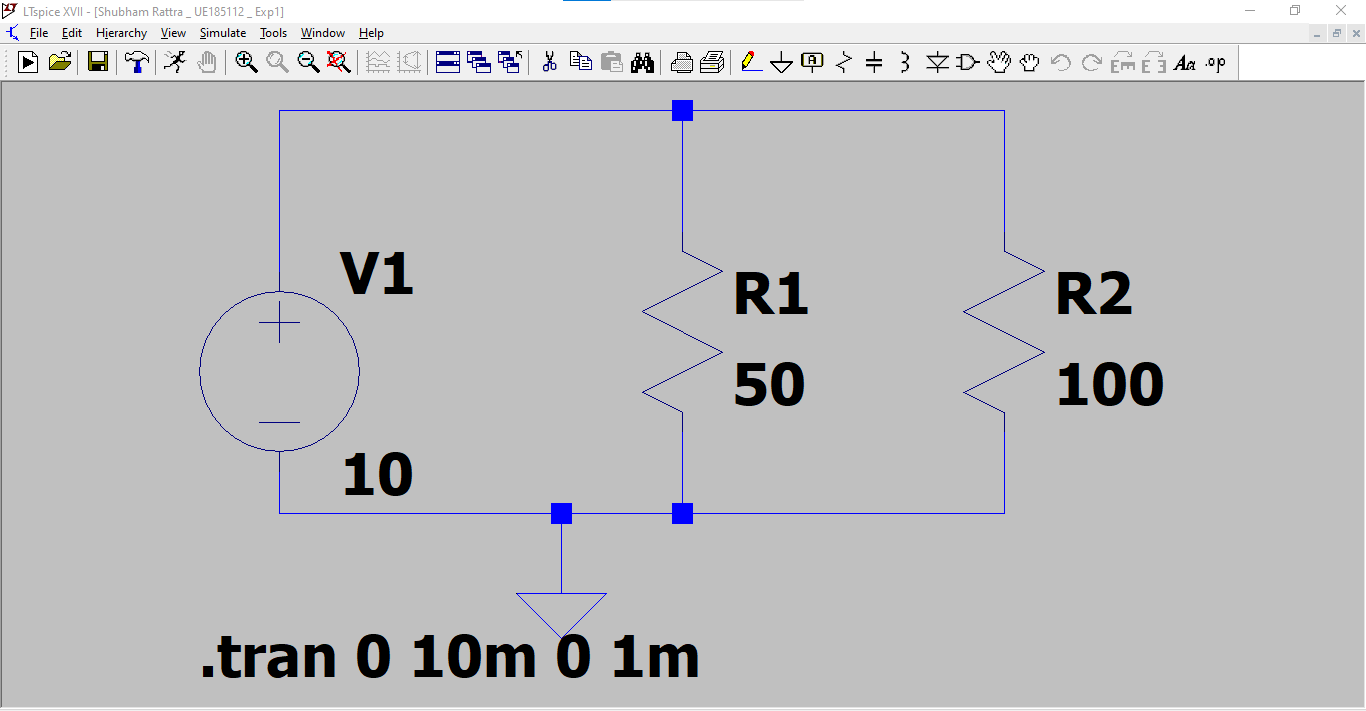 LTspice XVII - [Shubham Rattra _ UE185112 _ Exp1]
File Edit Hierarchy View Simulate Tools Window Help
Aa .op
V1
R1 R2
50 100
10
.tran 0 10m 0 1m